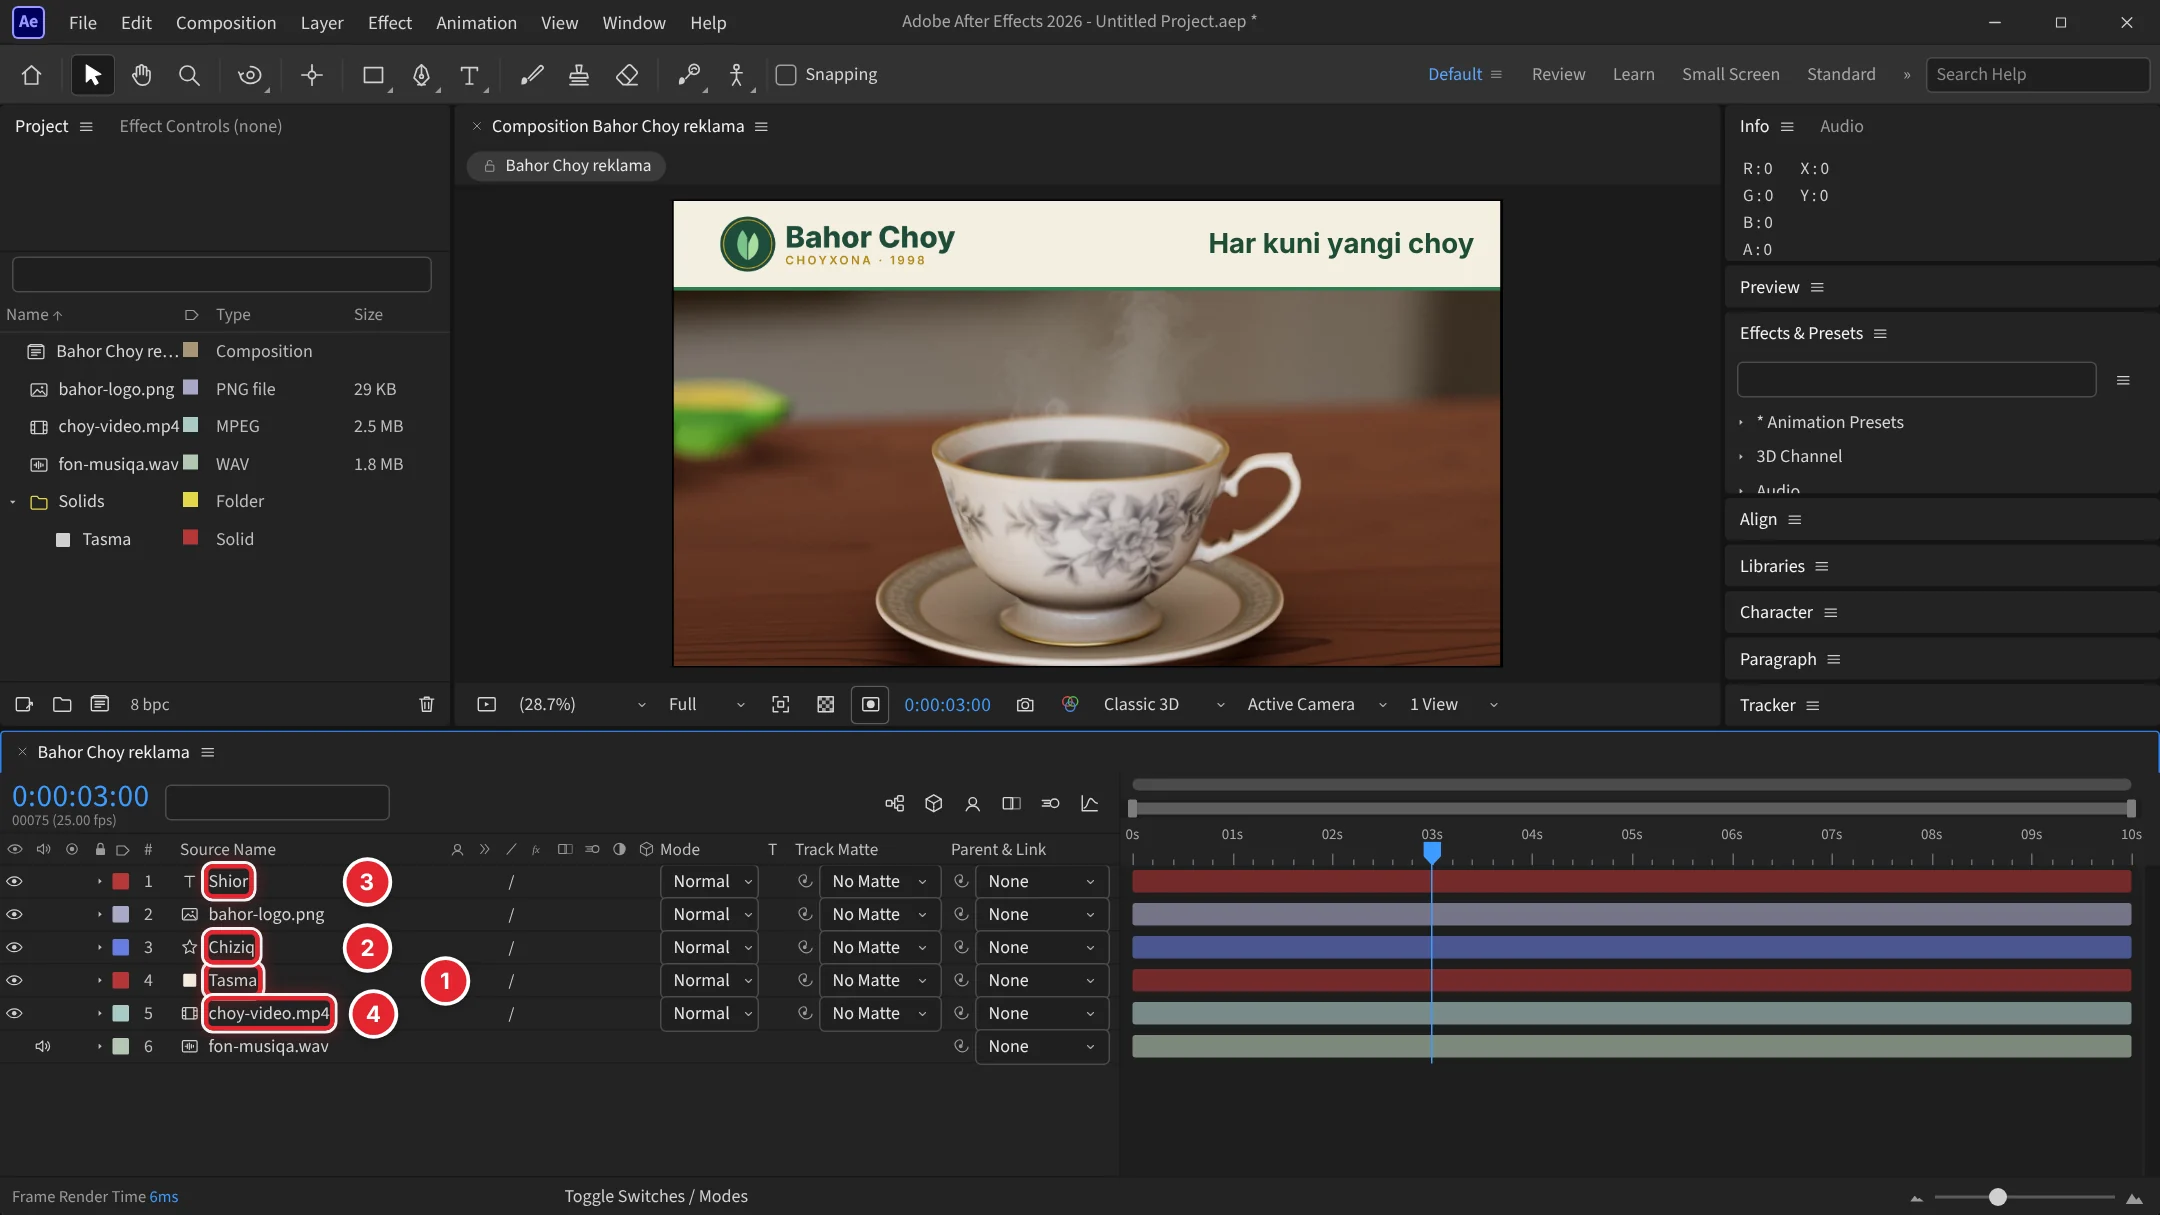 Ae File Edit Composition Layer Effect Animation View Window Help
Adobe After Effects 2026 - Untitled Project.aep *
Snapping
Default Review Learn Small Screen Standard » Search Help
Project Effect Controls (none)
Name Type Size
Bahor Choy re... Composition
bahor-logo.png PNG file 29 KB
choy-video.mp4 MPEG 2.5 MB
fon-musiqa.wav WAV 1.8 MB
Solids Folder
Tasma Solid
8 bpc
Composition Bahor Choy reklama
Bahor Choy reklama
Bahor Choy
CHOYXONA · 1998
Har kuni yangi choy
(28.7%) Full 0:00:03:00 Classic 3D Active Camera 1 View
Info Audio
R : 0 X : 0
G : 0 Y : 0
B : 0
A : 0
Preview
Effects & Presets
* Animation Presets
3D Channel
Audio
Align
Libraries
Character
Paragraph
Tracker
Bahor Choy reklama
0:00:03:00
00075 (25.00 fps)
# Source Name fx Mode T Track Matte Parent & Link
0s 01s 02s 03s 04s 05s 06s 07s 08s 09s 10s
1 T Shior 3 / Normal No Matte None
2 bahor-logo.png / Normal No Matte None
3 Chiziq 2 / Normal No Matte None
4 Tasma 1 / Normal No Matte None
5 choy-video.mp4 4 / Normal No Matte None
6 fon-musiqa.wav None
Frame Render Time 6ms
Toggle Switches / Modes